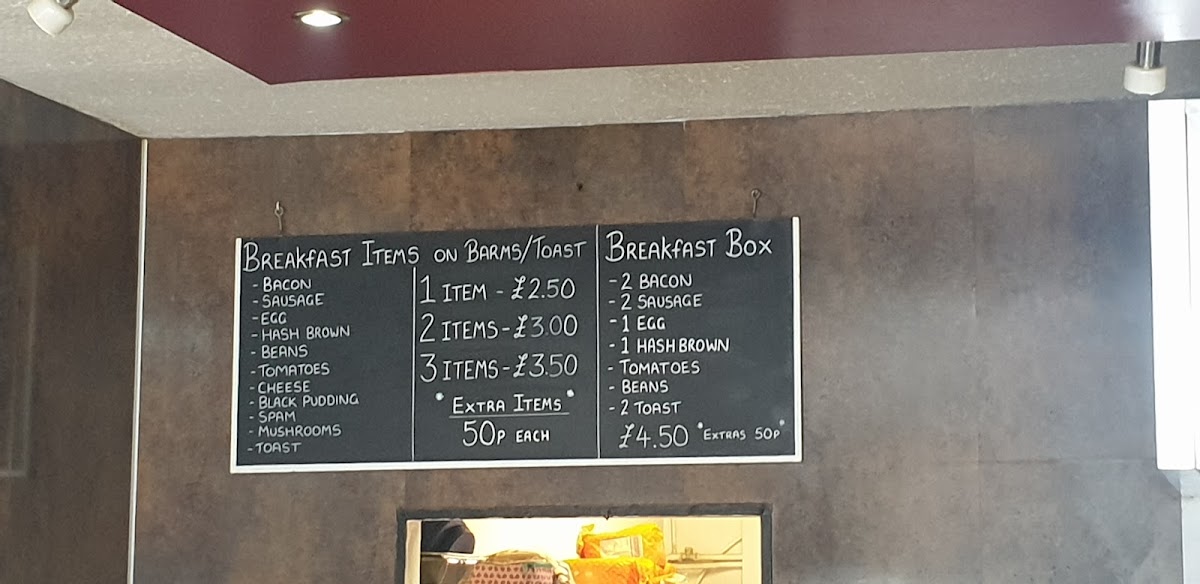 BREAKFAST ITEMS ON BARMS/TOAST
- BACON
- SAUSAGE
- EGG
- HASH BROWN
- BEANS
- TOMATOES
- CHEESE
- BLACK PUDDING
- SPAM
- MUSHROOMS
- TOAST
1 ITEM - £2.50
2 ITEMS - £3.00
3 ITEMS - £3.50
* EXTRA ITEMS *
50P EACH
BREAKFAST BOX
- 2 BACON
- 2 SAUSAGE
- 1 EGG
- 1 HASH BROWN
- TOMATOES
- BEANS
- 2 TOAST
£4.50 *EXTRAS 50P*